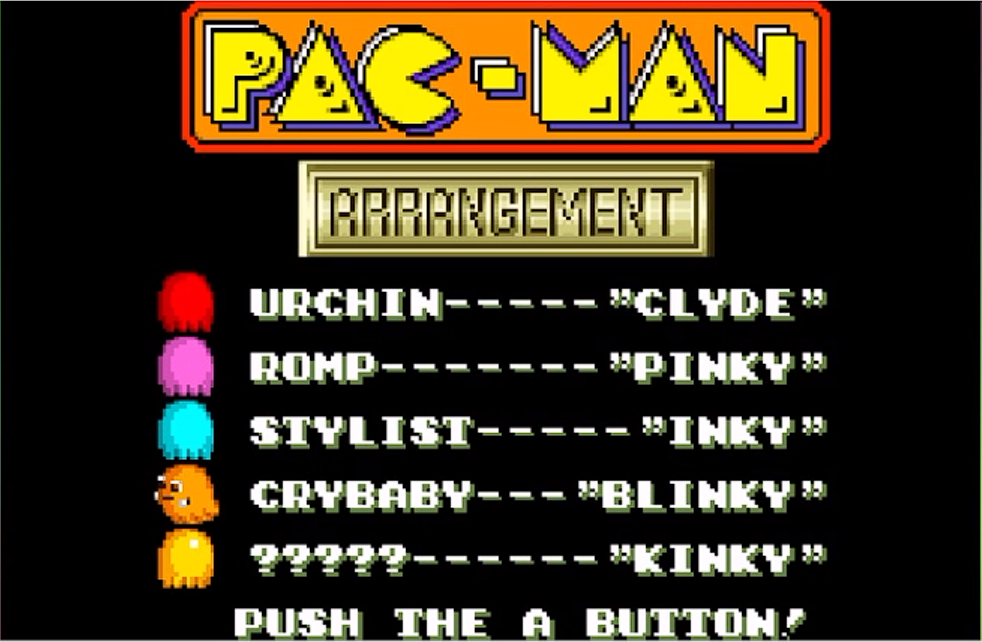 PAC-MAN
ARRANGEMENT
URCHIN-----"CLYDE"
ROMP-------"PINKY"
STYLIST-----"INKY"
CRYBABY---"BLINKY"
?????------"KINKY"
PUSH THE A BUTTON!